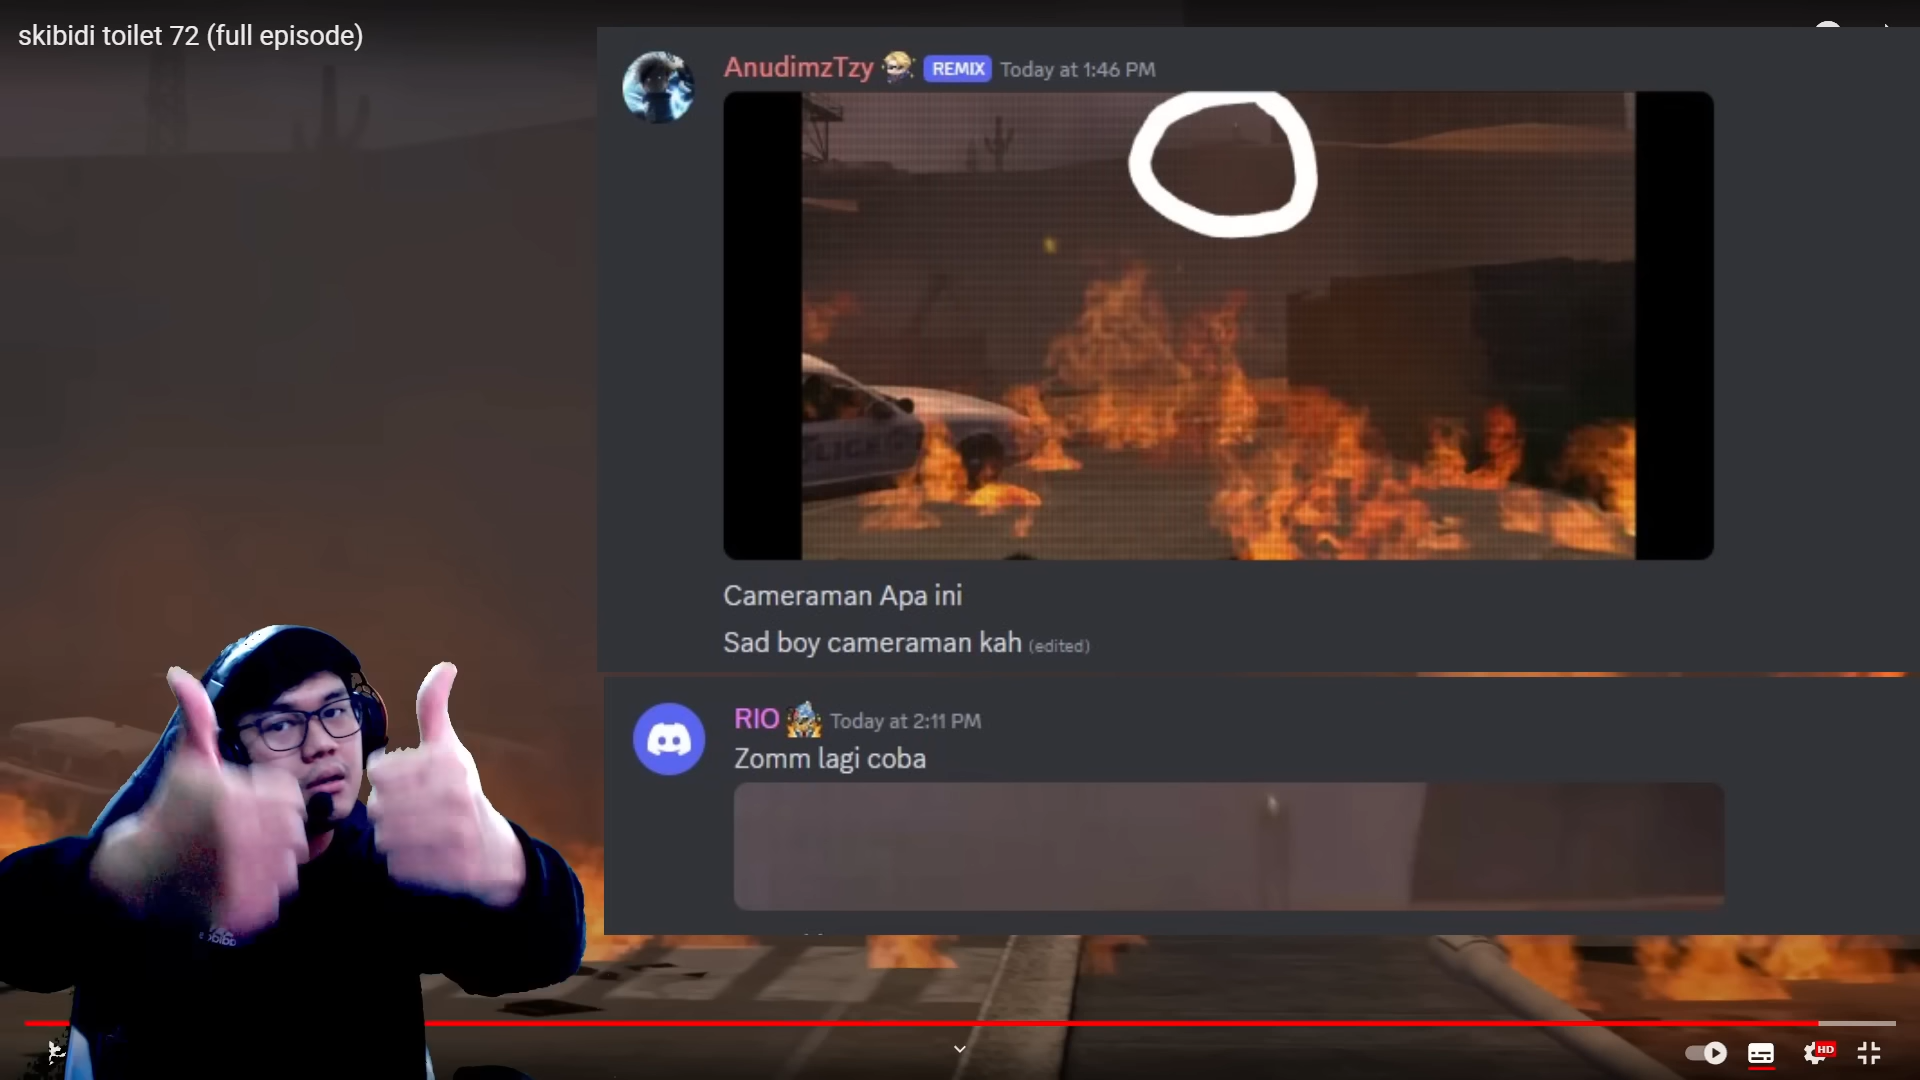 skibidi toilet 72 (full episode)
AnudimzTzy REMIX Today at 1:46 PM
Cameraman Apa ini
Sad boy cameraman kah (edited)
RIO Today at 2:11 PM
Zomm lagi coba
HD